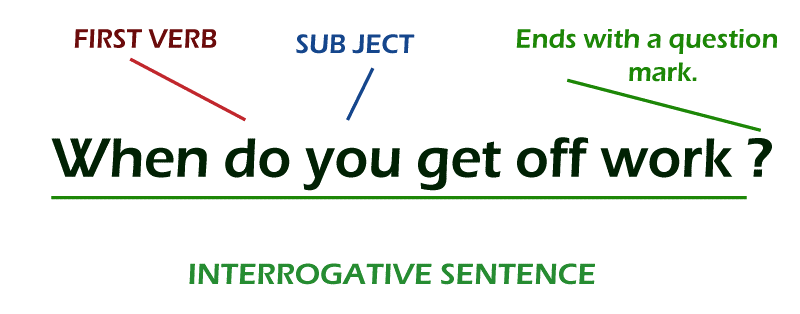 FIRST VERB
SUB JECT
Ends with a question
mark.
When do you get off work ?
INTERROGATIVE SENTENCE